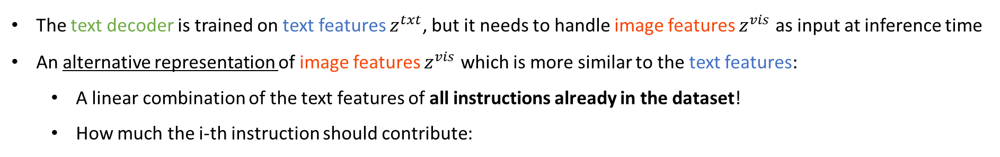 • The text decoder is trained on text features z^{txt}, but it needs to handle image features z^{vis} as input at inference time
• An alternative representation of image features z^{vis} which is more similar to the text features:
• A linear combination of the text features of all instructions already in the dataset!
• How much the i-th instruction should contribute: